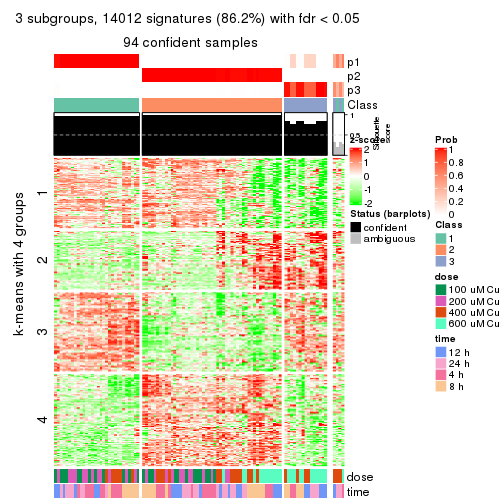 3 subgroups, 14012 signatures (86.2%) with fdr < 0.05
94 confident samples
p1
p2
p3
Class
1
0.5
Silhouette
score
k-means with 4 groups
1
2
3
4
dose
time
z-score
2
1
0
-1
-2
Status (barplots)
confident
ambiguous
Prob
1
0.8
0.6
0.4
0.2
0
Class
1
2
3
dose
100 uM Cu
200 uM Cu
400 uM Cu
600 uM Cu
time
12 h
24 h
4 h
8 h